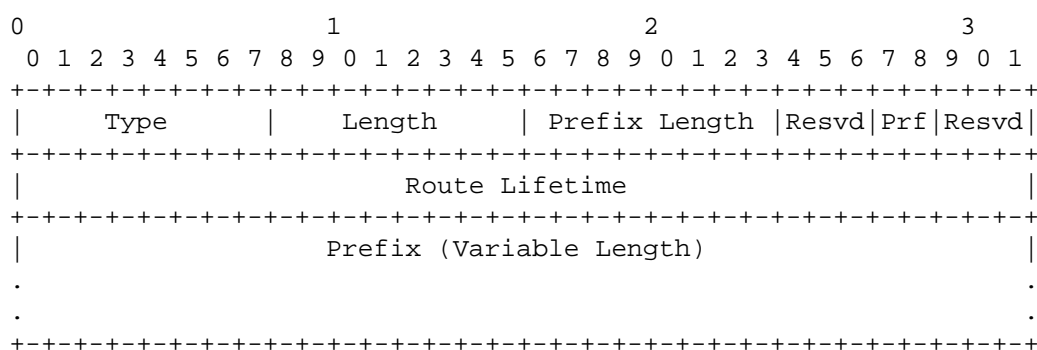 0                   1                   2                   3
 0 1 2 3 4 5 6 7 8 9 0 1 2 3 4 5 6 7 8 9 0 1 2 3 4 5 6 7 8 9 0 1
+-+-+-+-+-+-+-+-+-+-+-+-+-+-+-+-+-+-+-+-+-+-+-+-+-+-+-+-+-+-+-+-+
|     Type      |    Length     | Prefix Length |Resvd|Prf|Resvd|
+-+-+-+-+-+-+-+-+-+-+-+-+-+-+-+-+-+-+-+-+-+-+-+-+-+-+-+-+-+-+-+-+
|                        Route Lifetime                         |
+-+-+-+-+-+-+-+-+-+-+-+-+-+-+-+-+-+-+-+-+-+-+-+-+-+-+-+-+-+-+-+-+
|                   Prefix (Variable Length)                    |
.                                                               .
.                                                               .
+-+-+-+-+-+-+-+-+-+-+-+-+-+-+-+-+-+-+-+-+-+-+-+-+-+-+-+-+-+-+-+-+